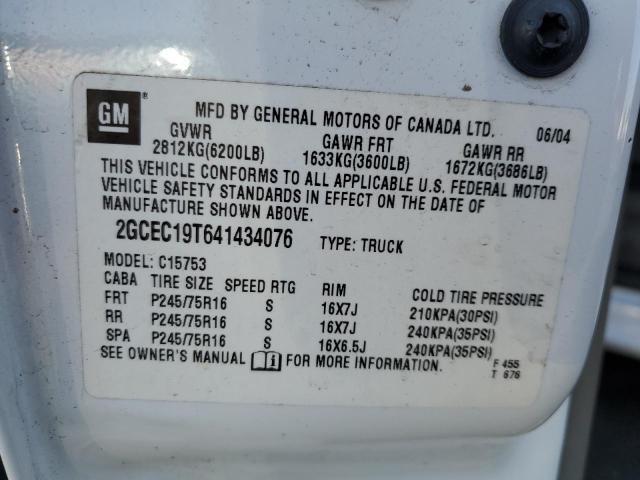 GM ®
MFD BY GENERAL MOTORS OF CANADA LTD. 06/04
GVWR GAWR FRT GAWR RR
2812KG(6200LB) 1633KG(3600LB) 1672KG(3686LB)
THIS VEHICLE CONFORMS TO ALL APPLICABLE U.S. FEDERAL MOTOR
VEHICLE SAFETY STANDARDS IN EFFECT ON THE DATE OF
MANUFACTURE SHOWN ABOVE.
2GCEC19T641434076 TYPE: TRUCK
MODEL: C15753
CABA TIRE SIZE SPEED RTG RIM COLD TIRE PRESSURE
FRT P245/75R16 S 16X7J 210KPA(30PSI)
RR P245/75R16 S 16X7J 240KPA(35PSI)
SPA P245/75R16 S 16X6.5J 240KPA(35PSI)
SEE OWNER'S MANUAL i FOR MORE INFORMATION. F 455
T 676